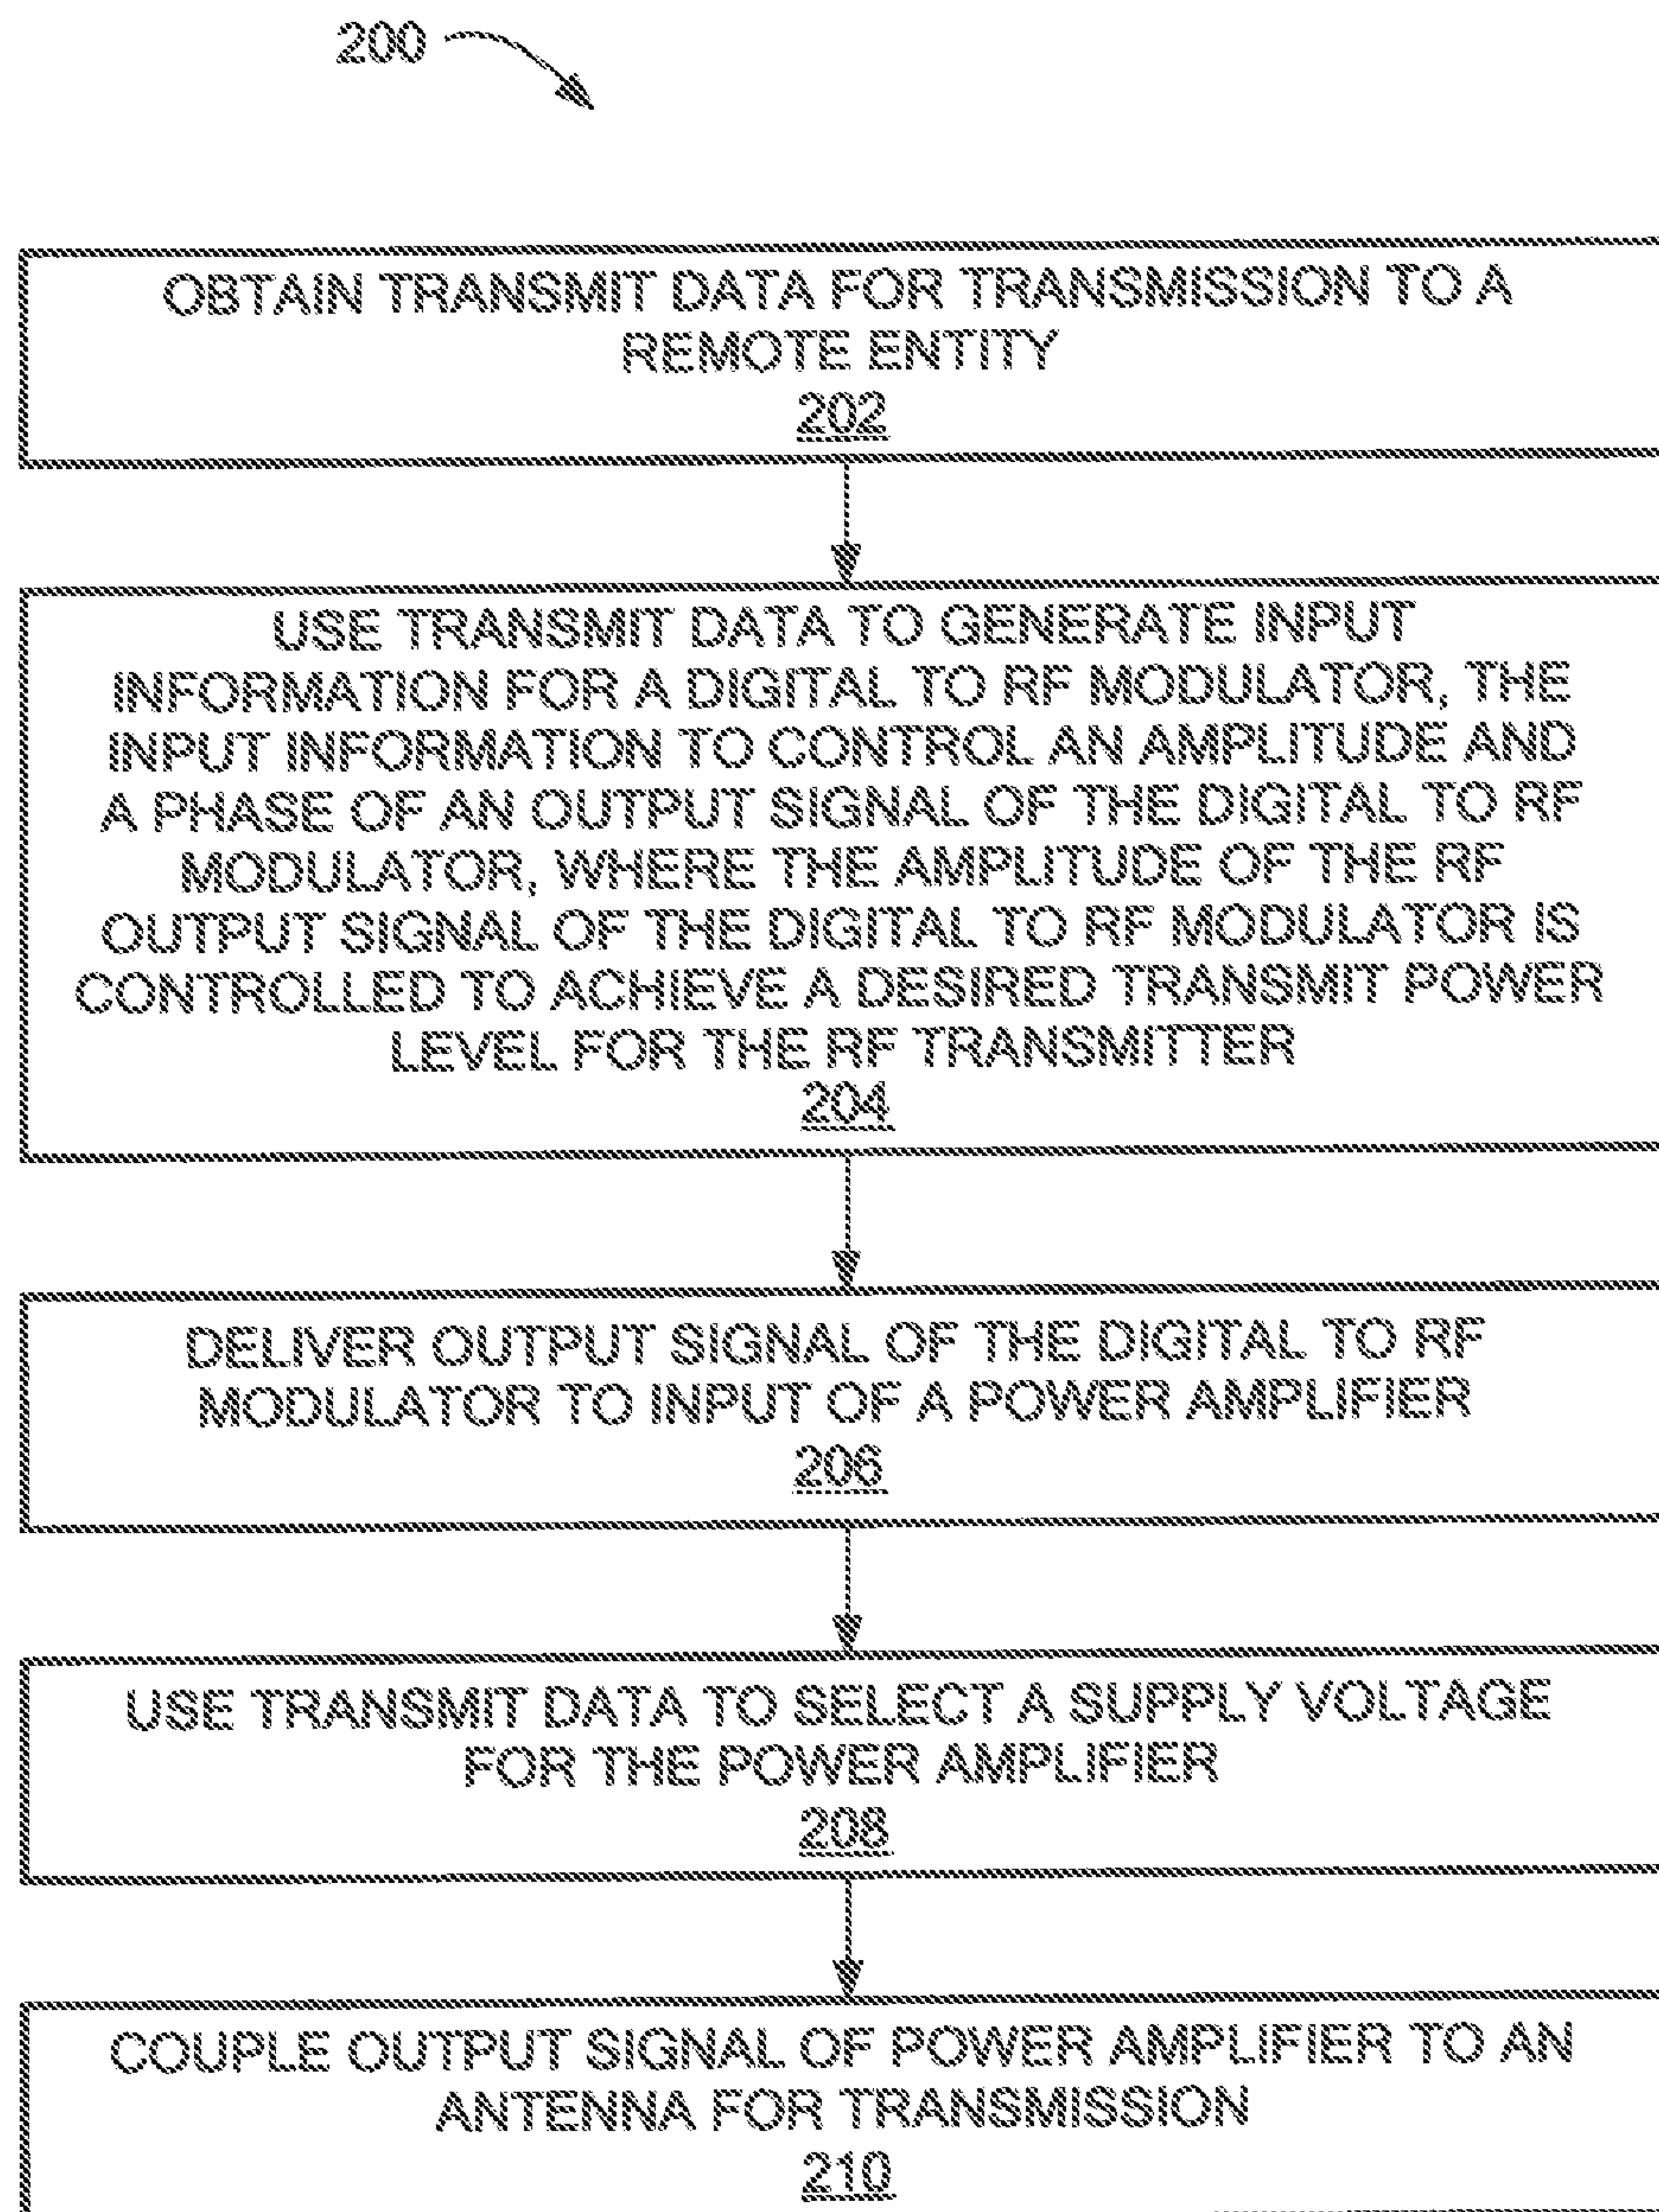 200
OBTAIN TRANSMIT DATA FOR TRANSMISSION TO A
REMOTE ENTITY
202
USE TRANSMIT DATA TO GENERATE INPUT
INFORMATION FOR A DIGITAL TO RF MODULATOR, THE
INPUT INFORMATION TO CONTROL AN AMPLITUDE AND
A PHASE OF AN OUTPUT SIGNAL OF THE DIGITAL TO RF
MODULATOR, WHERE THE AMPLITUDE OF THE RF
OUTPUT SIGNAL OF THE DIGITAL TO RF MODULATOR IS
CONTROLLED TO ACHIEVE A DESIRED TRANSMIT POWER
LEVEL FOR THE RF TRANSMITTER
204
DELIVER OUTPUT SIGNAL OF THE DIGITAL TO RF
MODULATOR TO INPUT OF A POWER AMPLIFIER
206
USE TRANSMIT DATA TO SELECT A SUPPLY VOLTAGE
FOR THE POWER AMPLIFIER
208
COUPLE OUTPUT SIGNAL OF POWER AMPLIFIER TO AN
ANTENNA FOR TRANSMISSION
210